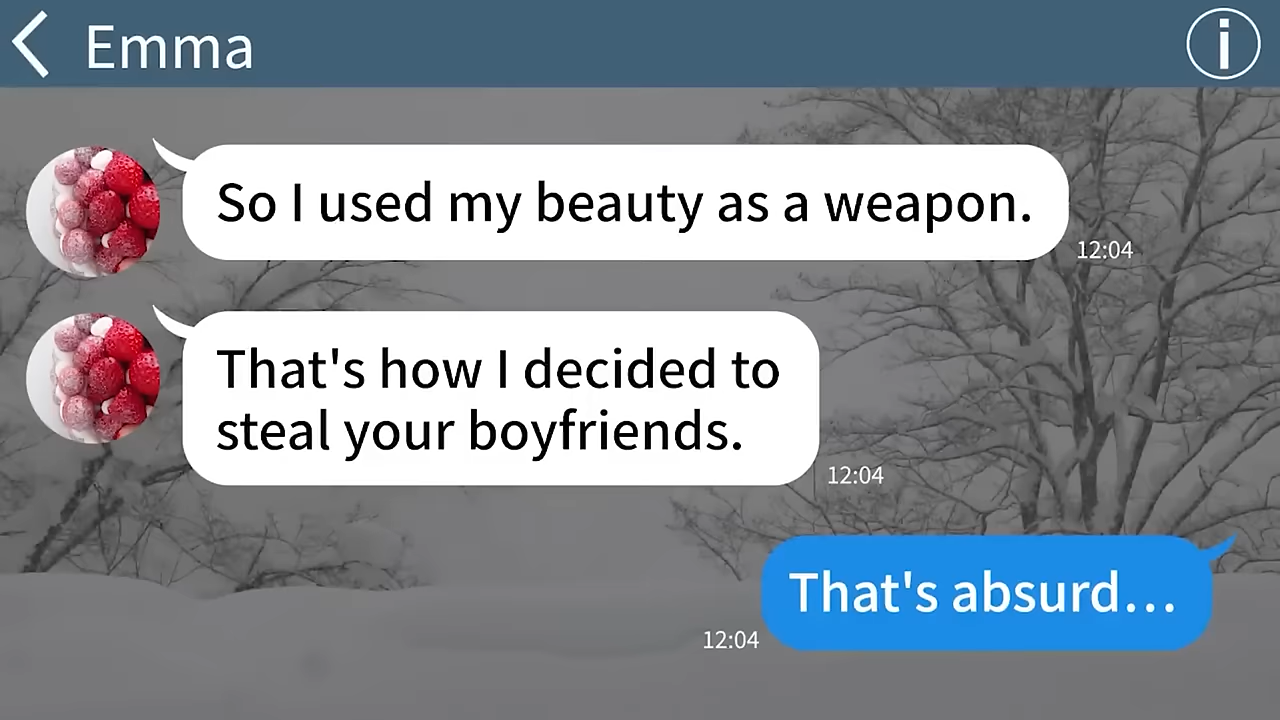 Emma
So I used my beauty as a weapon.
12:04
That's how I decided to
steal your boyfriends.
12:04
That's absurd...
12:04